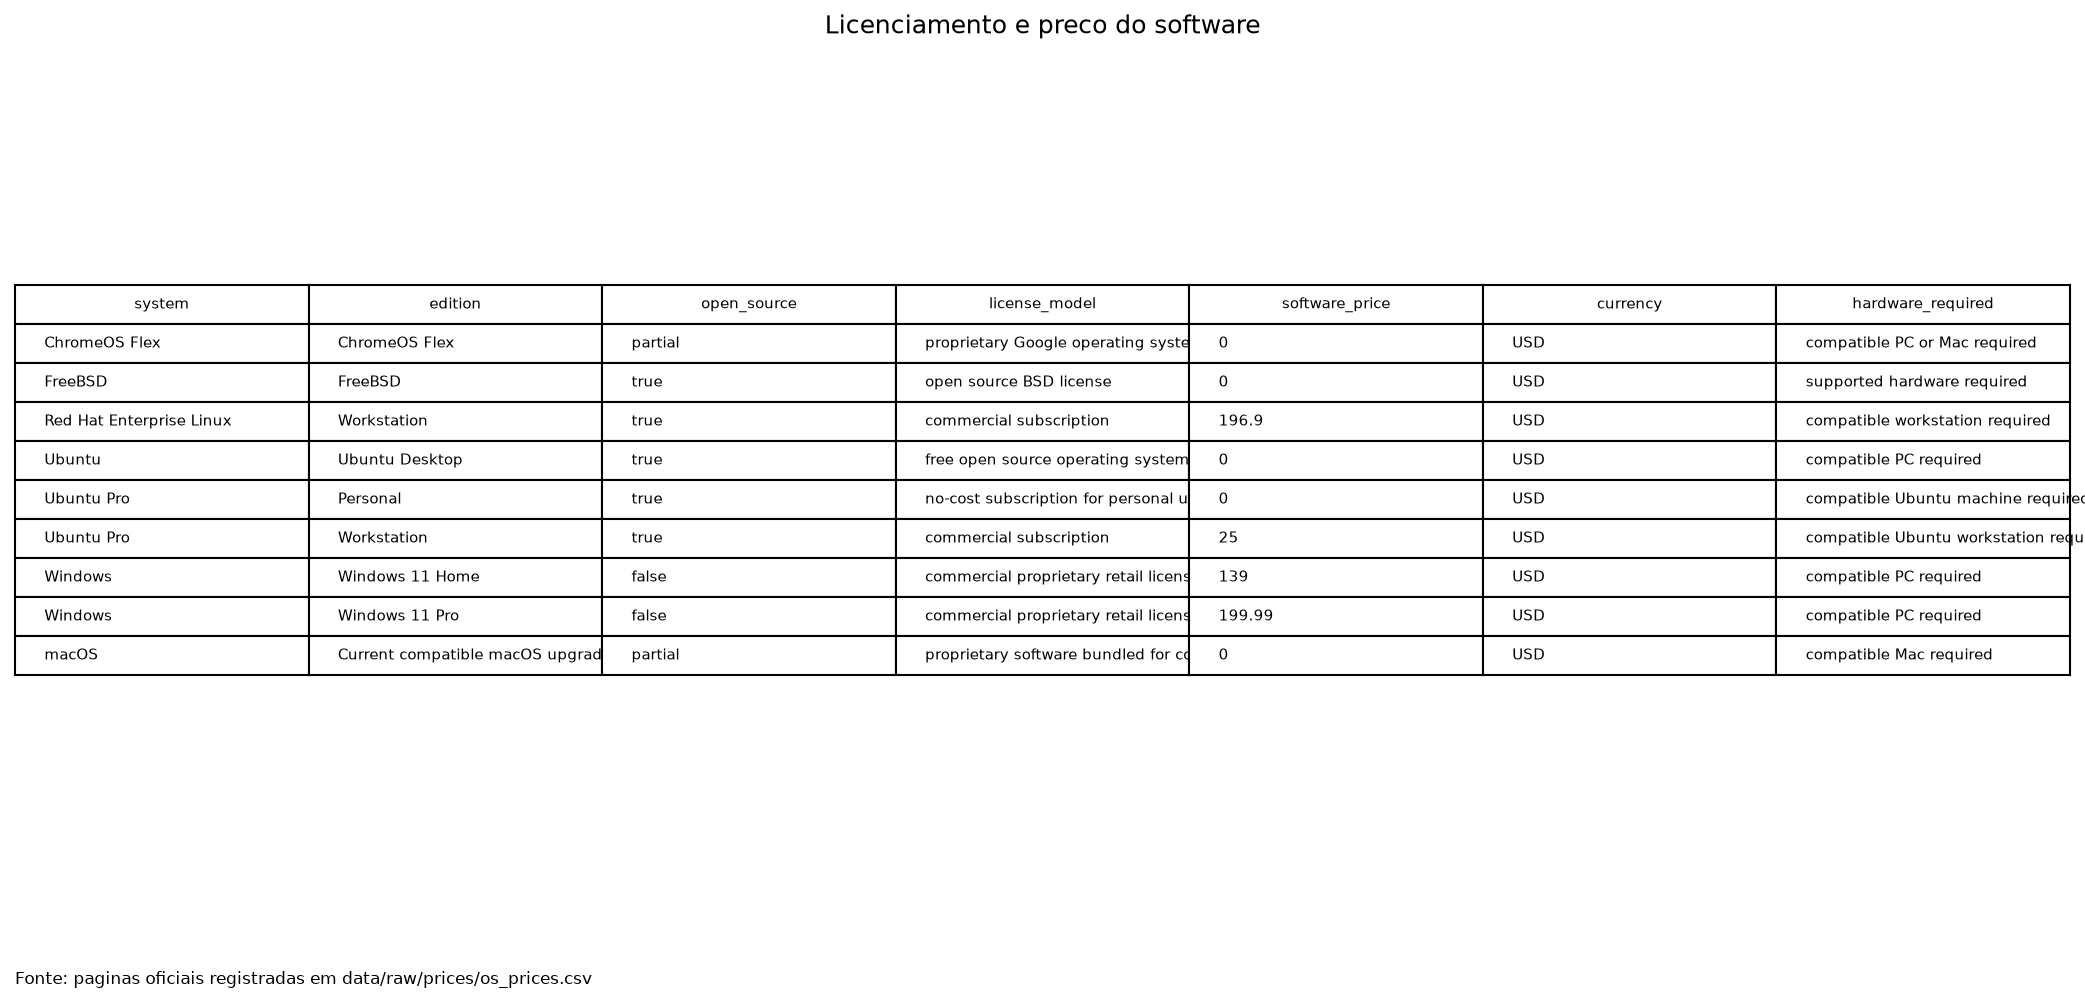 Licenciamento e preco do software
system edition open_source license_model software_price currency hardware_required
ChromeOS Flex ChromeOS Flex partial proprietary Google operating syste 0 USD compatible PC or Mac required
FreeBSD FreeBSD true open source BSD license 0 USD supported hardware required
Red Hat Enterprise Linux Workstation true commercial subscription 196.9 USD compatible workstation required
Ubuntu Ubuntu Desktop true free open source operating system 0 USD compatible PC required
Ubuntu Pro Personal true no-cost subscription for personal u 0 USD compatible Ubuntu machine required
Ubuntu Pro Workstation true commercial subscription 25 USD compatible Ubuntu workstation requ
Windows Windows 11 Home false commercial proprietary retail licens 139 USD compatible PC required
Windows Windows 11 Pro false commercial proprietary retail licens 199.99 USD compatible PC required
macOS Current compatible macOS upgrad partial proprietary software bundled for co 0 USD compatible Mac required
Fonte: paginas oficiais registradas em data/raw/prices/os_prices.csv